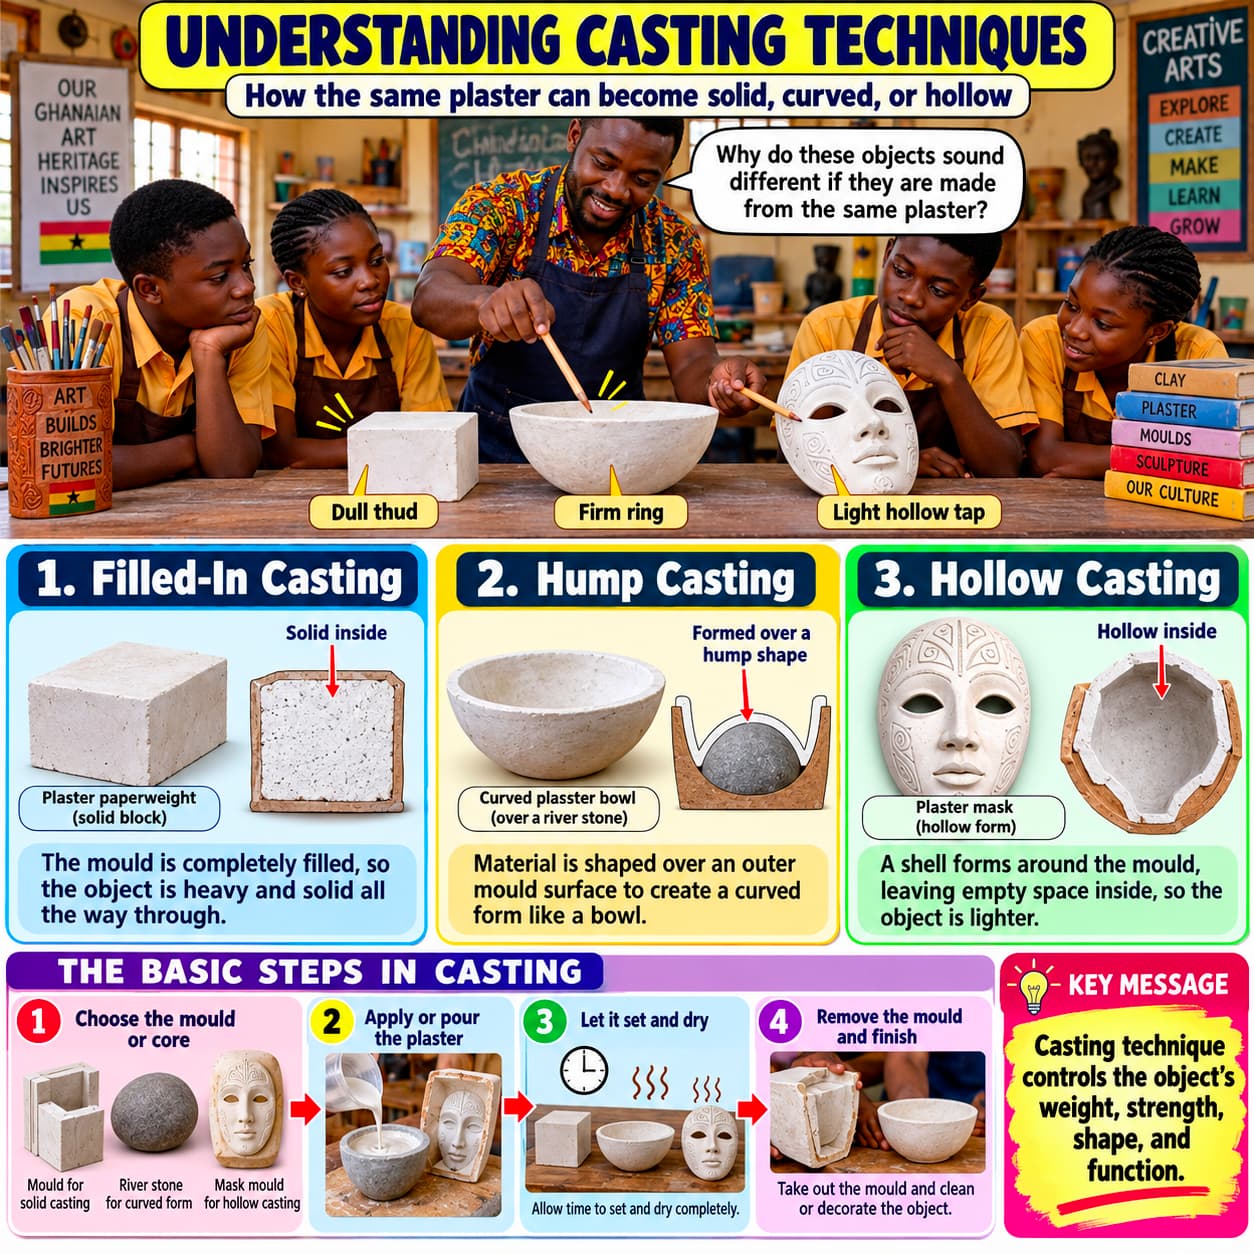 UNDERSTANDING CASTING TECHNIQUES
How the same plaster can become solid, curved, or hollow
OUR
GHANAIAN
ART
HERITAGE
INSPIRES
US
CREATIVE
ARTS
EXPLORE
CREATE
MAKE
LEARN
GROW
Why do these objects sound
different if they are made
from the same plaster?
ART
BUILDS
BRIGHTER
FUTURES
CLAY
PLASTER
MOULDS
SCULPTURE
OUR CULTURE
Dull thud
Firm ring
Light hollow tap
1. Filled-In Casting
Solid inside
Plaster paperweight
(solid block)
The mould is completely filled, so
the object is heavy and solid all
the way through.
2. Hump Casting
Formed over a
hump shape
Curved plasster bowl
(over a river stone)
Material is shaped over an outer
mould surface to create a curved
form like a bowl.
3. Hollow Casting
Hollow inside
Plaster mask
(hollow form)
A shell forms around the mould,
leaving empty space inside, so the
object is lighter.
THE BASIC STEPS IN CASTING
1 Choose the mould
or core
Mould for
solid casting
River stone
for curved form
Mask mould
for hollow casting
2 Apply or pour
the plaster
3 Let it set and dry
Allow time to set and dry completely.
4 Remove the mould
and finish
Take out the mould and clean
or decorate the object.
KEY MESSAGE
Casting technique
controls the object's
weight, strength,
shape, and
function.